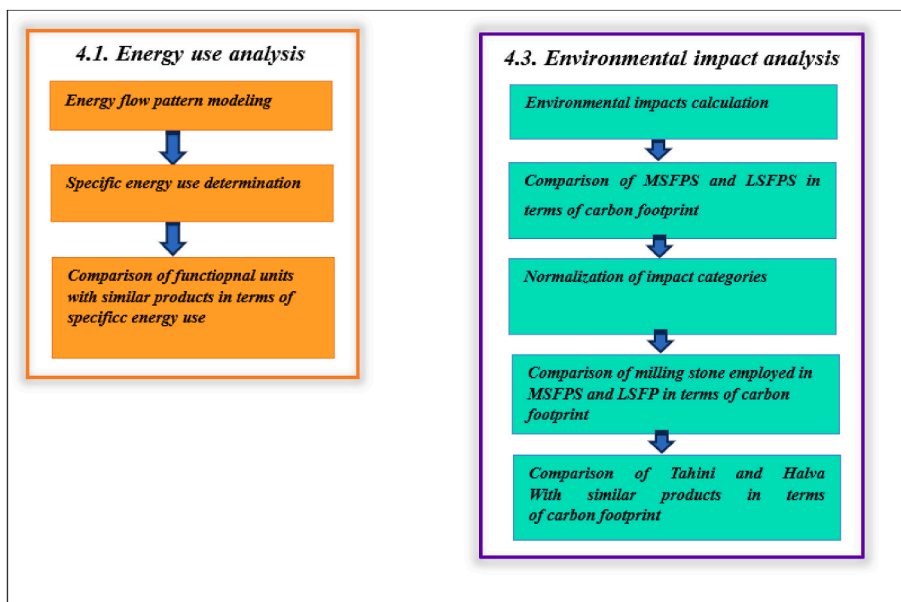 4.1. Energy use analysis
Energy flow pattern modeling
Specific energy use determination
Comparison of functiopnal units
with similar products in terms of
specificc energy use
4.3. Environmental impact analysis
Environmental impacts calculation
Comparison of MSFPS and LSFPS in
terms of carbon footprint
Normalization of impact categories
Comparison of milling stone employed in
MSFPS and LSFP in terms of carbon
footprint
Comparison of Tahini and Halva
With similar products in terms
of carbon footprint